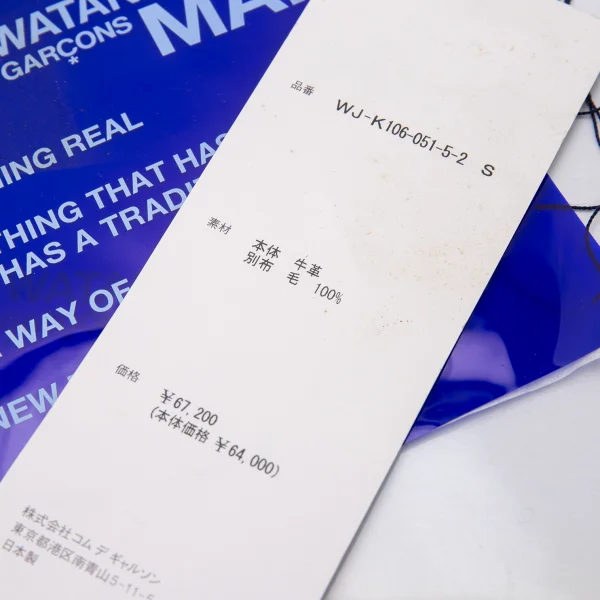 WATAN
GARÇONS
MA
*
HING REAL
THING THAT HAS
HAS A TRADIT
WAY OF
NEW
品番
WJ-K106-051-5-2 S
素材
本体 牛革
別布 毛 100%
価格
¥67,200
(本体価格 ¥64,000)
株式会社コム デ ギャルソン
東京都港区南青山5-11-5
日本製